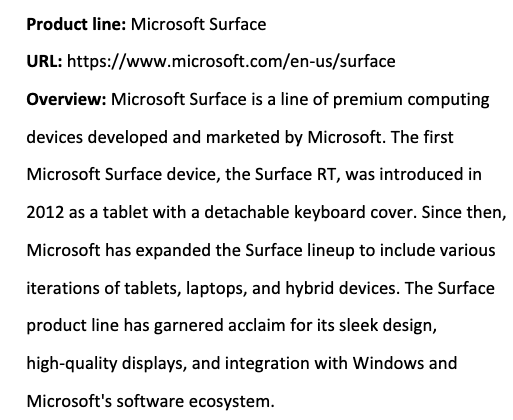 Product line: Microsoft Surface
URL: https://www.microsoft.com/en-us/surface
Overview: Microsoft Surface is a line of premium computing
devices developed and marketed by Microsoft. The first
Microsoft Surface device, the Surface RT, was introduced in
2012 as a tablet with a detachable keyboard cover. Since then,
Microsoft has expanded the Surface lineup to include various
iterations of tablets, laptops, and hybrid devices. The Surface
product line has garnered acclaim for its sleek design,
high-quality displays, and integration with Windows and
Microsoft's software ecosystem.